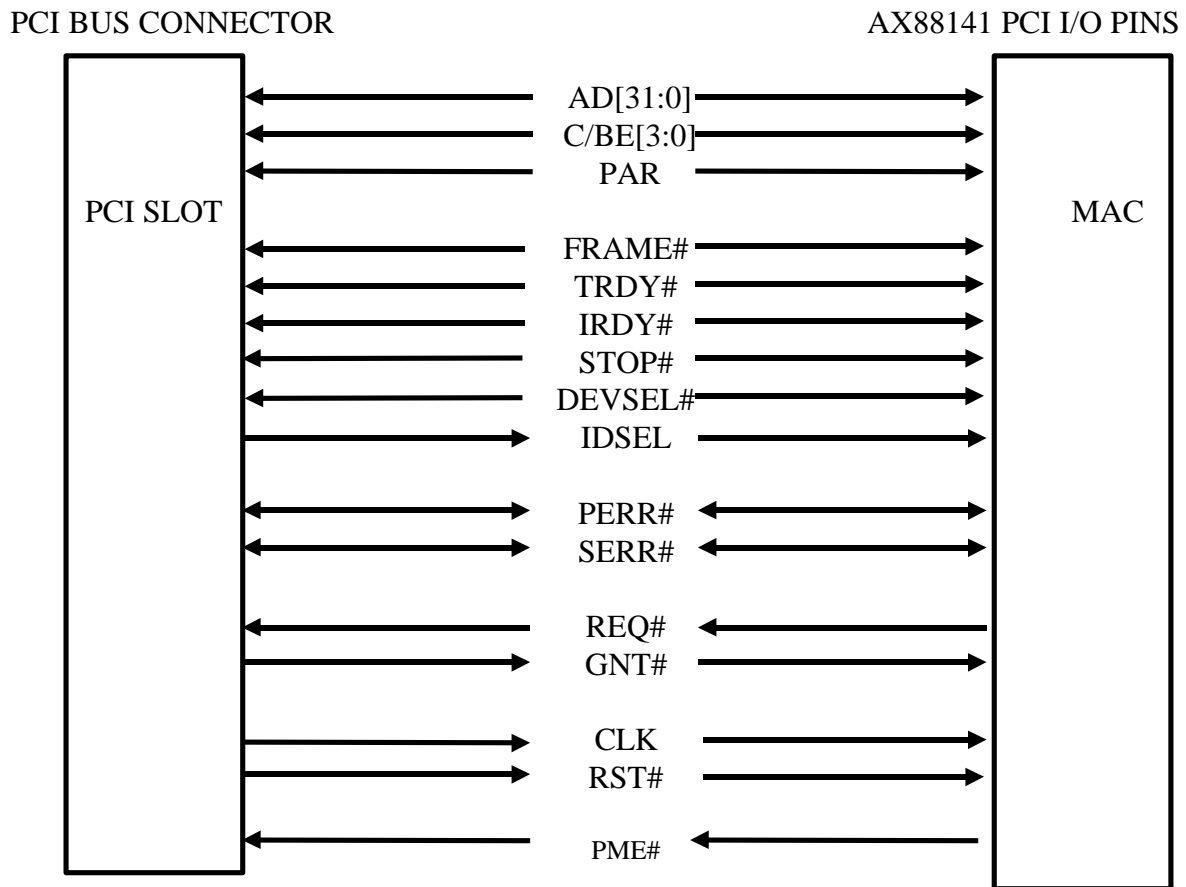 PCI BUS CONNECTOR AX88141 PCI I/O PINS
AD[31:0]
C/BE[3:0]
PAR
PCI SLOT MAC
FRAME#
TRDY#
IRDY#
STOP#
DEVSEL#
IDSEL
PERR#
SERR#
REQ#
GNT#
CLK
RST#
PME#